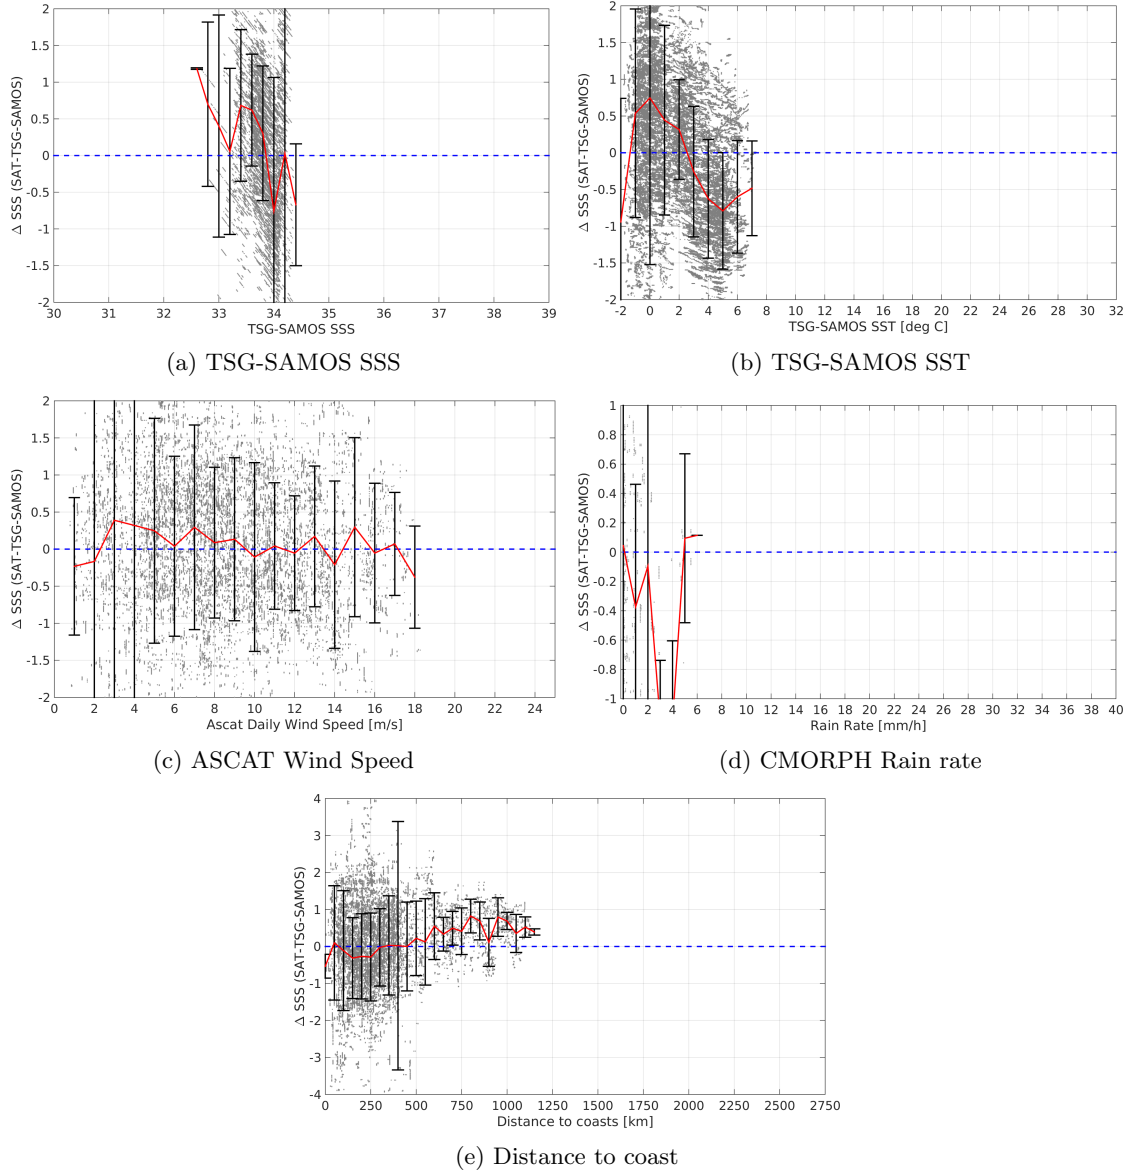 2
1.5
1
0.5
0
-0.5
-1
-1.5
-2
Δ SSS (SAT-TSG-SAMOS)
30 31 32 33 34 35 36 37 38 39
TSG-SAMOS SSS
(a) TSG-SAMOS SSS
2
1.5
1
0.5
0
-0.5
-1
-1.5
-2
Δ SSS (SAT-TSG-SAMOS)
-2 0 2 4 6 8 10 12 14 16 18 20 22 24 26 28 30 32
TSG-SAMOS SST [deg C]
(b) TSG-SAMOS SST
2
1.5
1
0.5
0
-0.5
-1
-1.5
-2
Δ SSS (SAT-TSG-SAMOS)
0 2 4 6 8 10 12 14 16 18 20 22 24
Ascat Daily Wind Speed [m/s]
(c) ASCAT Wind Speed
1
0.8
0.6
0.4
0.2
0
-0.2
-0.4
-0.6
-0.8
-1
Δ SSS (SAT-TSG-SAMOS)
0 2 4 6 8 10 12 14 16 18 20 22 24 26 28 30 32 34 36 38 40
Rain Rate [mm/h]
(d) CMORPH Rain rate
4
3
2
1
0
-1
-2
-3
-4
Δ SSS (SAT-TSG-SAMOS)
0 250 500 750 1000 1250 1500 1750 2000 2250 2500 2750
Distance to coasts [km]
(e) Distance to coast